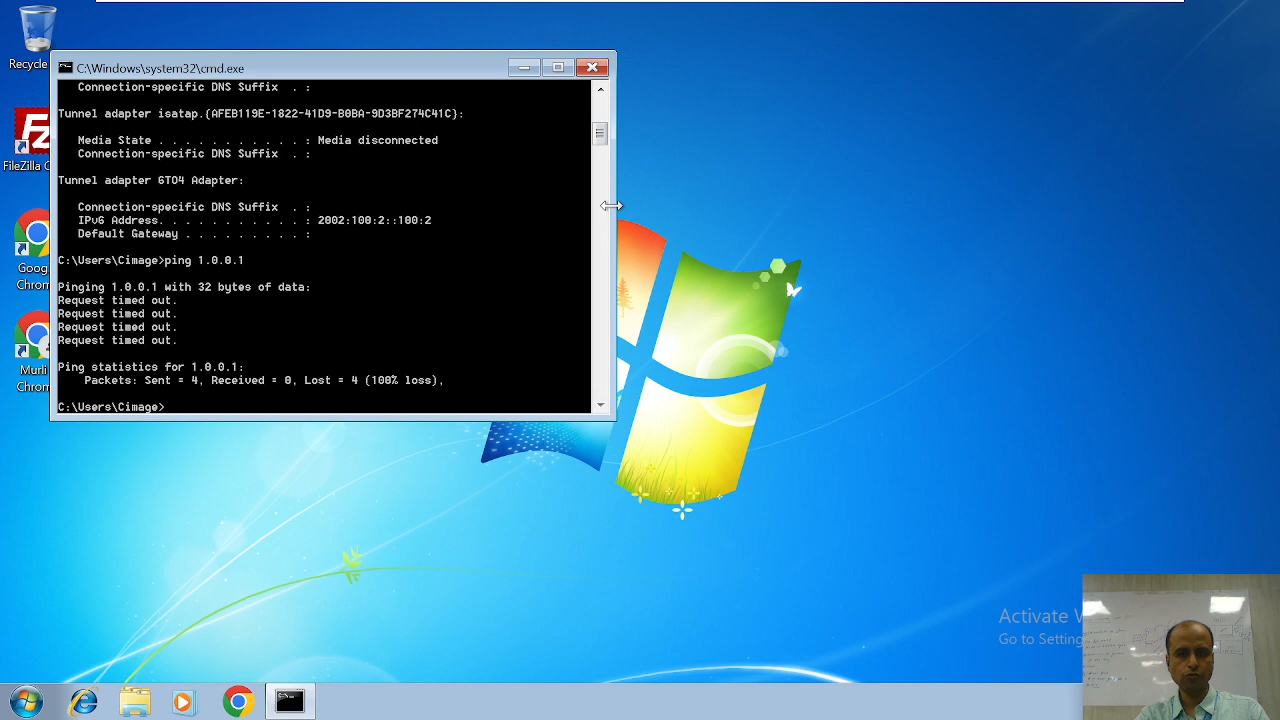 Recycle
C:\Windows\system32\cmd.exe
Connection-specific DNS Suffix . :
Tunnel adapter isatap.{AFEB119E-1822-41D9-B0BA-9D3BF274C41C}:
Media State . . . . . . . . . . . : Media disconnected
Connection-specific DNS Suffix . :
Tunnel adapter 6TO4 Adapter:
Connection-specific DNS Suffix . :
IPv6 Address. . . . . . . . . . . : 2002:100:2::100:2
Default Gateway . . . . . . . . . :
C:\Users\Cimage>ping 1.0.0.1
Pinging 1.0.0.1 with 32 bytes of data:
Request timed out.
Request timed out.
Request timed out.
Request timed out.
Ping statistics for 1.0.0.1:
Packets: Sent = 4, Received = 0, Lost = 4 (100% loss),
C:\Users\Cimage>
FileZilla C
Goog
Chrom
Murli
Chrom
Activate W
Go to Setting